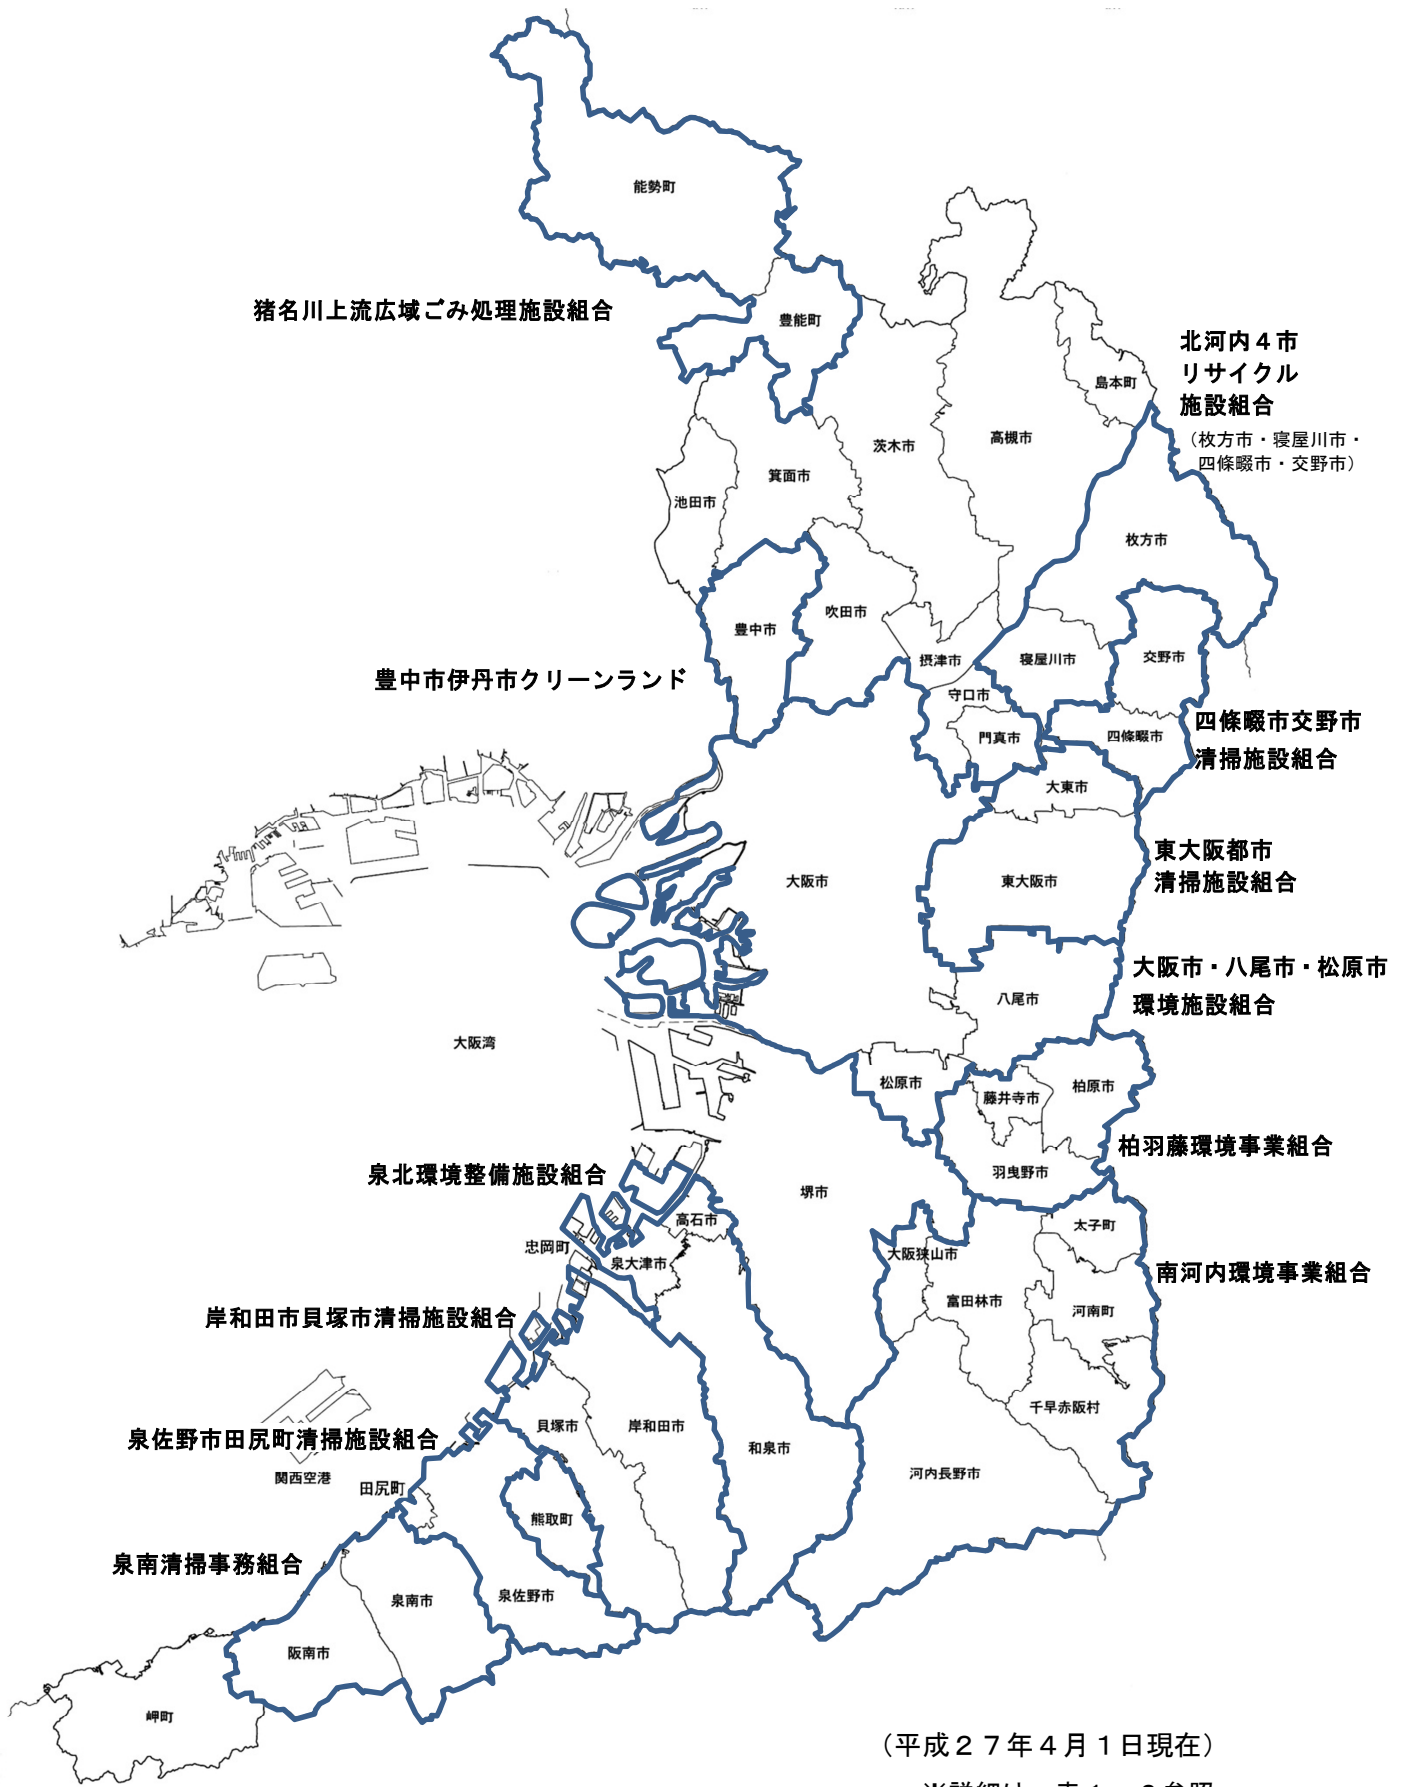 能勢町
猪名川上流広域ごみ処理施設組合
豊能町
北河内４市
リサイクル
施設組合
（枚方市・寝屋川市・
四條畷市・交野市）
島本町
茨木市
高槻市
箕面市
池田市
枚方市
吹田市
豊中市
摂津市
寝屋川市
交野市
豊中市伊丹市クリーンランド
守口市
門真市
四條畷市
四條畷市交野市
清掃施設組合
大東市
東大阪都市
清掃施設組合
大阪市
東大阪市
大阪市・八尾市・松原市
環境施設組合
八尾市
大阪湾
松原市
藤井寺市
柏原市
柏羽藤環境事業組合
羽曳野市
泉北環境整備施設組合
堺市
高石市
太子町
忠岡町
泉大津市
大阪狭山市
南河内環境事業組合
富田林市
河南町
岸和田市貝塚市清掃施設組合
千早赤阪村
貝塚市
岸和田市
和泉市
泉佐野市田尻町清掃施設組合
関西空港
田尻町
河内長野市
熊取町
泉南清掃事務組合
泉南市
泉佐野市
阪南市
岬町
（平成２７年４月１日現在）